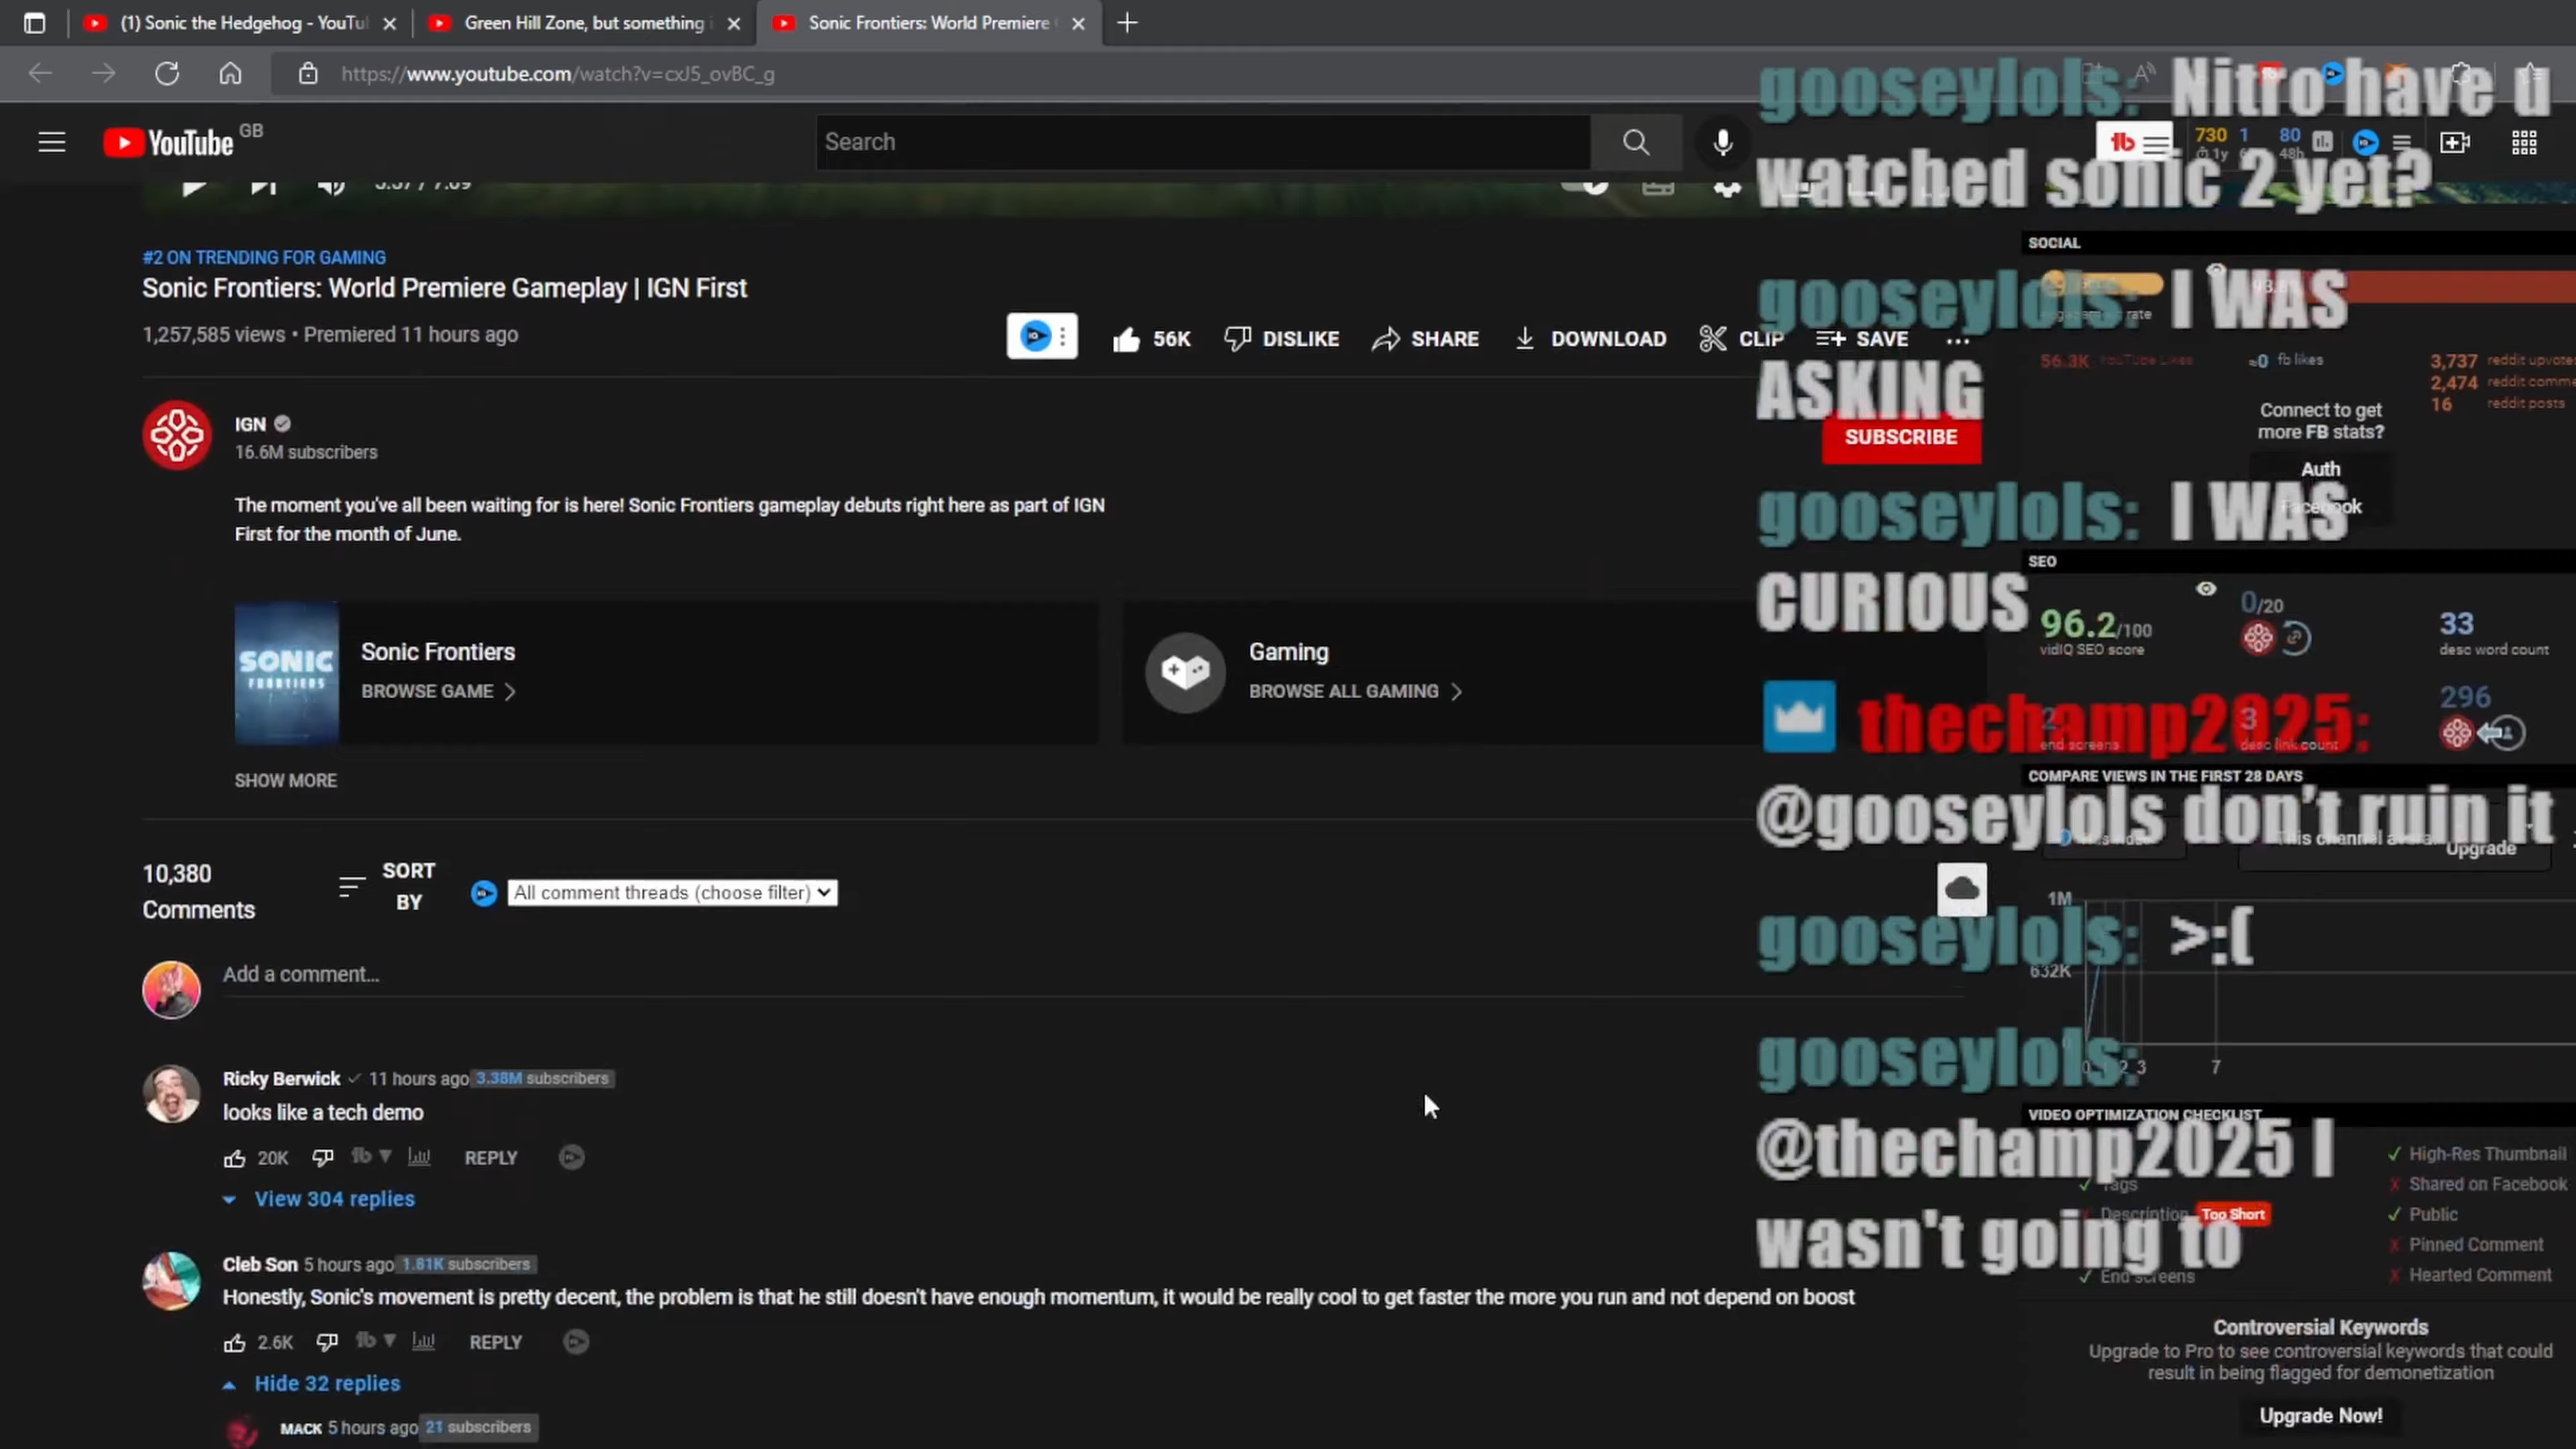 (1) Sonic the Hedgehog - YouTu
Green Hill Zone, but something i
Sonic Frontiers: World Premiere
https://www.youtube.com/watch?v=cxJ5_ovBC_g
YouTube GB
Search
730 1 80
1y 48h
#2 ON TRENDING FOR GAMING
Sonic Frontiers: World Premiere Gameplay | IGN First
1,257,585 views • Premiered 11 hours ago
56K DISLIKE SHARE DOWNLOAD CLIP SAVE ...
IGN
16.6M subscribers
SUBSCRIBE
The moment you've all been waiting for is here! Sonic Frontiers gameplay debuts right here as part of IGN
First for the month of June.
SONIC
FRONTIERS
Sonic Frontiers
BROWSE GAME
Gaming
BROWSE ALL GAMING
SHOW MORE
10,380
Comments
SORT
BY
All comment threads (choose filter)
Add a comment...
Ricky Berwick 11 hours ago 3.38M subscribers
looks like a tech demo
20K REPLY
View 304 replies
Cleb Son 5 hours ago 1.81K subscribers
Honestly, Sonic's movement is pretty decent, the problem is that he still doesn't have enough momentum, it would be really cool to get faster the more you run and not depend on boost
2.6K REPLY
Hide 32 replies
MACK 5 hours ago 21 subscribers
gooseylols: Nitro have u
watched sonic 2 yet?
gooseylols: I WAS
ASKING
gooseylols: I WAS
CURIOUS
thechamp2025:
@gooseylols don't ruin it
gooseylols: >:(
gooseylols:
@thechamp2025 I
wasn't going to
SOCIAL
rate
56.3K YouTube Likes
0 fb likes
3,737 reddit upvote
2,474 reddit comme
16 reddit posts
Connect to get
more FB stats?
Auth
Facebook
SEO
96.2/100
vidIQ SEO score
0/20
33
desc word count
2
end screens
3
desc link count
296
COMPARE VIEWS IN THE FIRST 28 DAYS
This channel avera
Upgrade
1M
632K
0
0 2 3 7
VIDEO OPTIMIZATION CHECKLIST
Tags
Description Too Short
End screens
High-Res Thumbnail
Shared on Facebook
Public
Pinned Comment
Hearted Comment
Controversial Keywords
Upgrade to Pro to see controversial keywords that could
result in being flagged for demonetization
Upgrade Now!